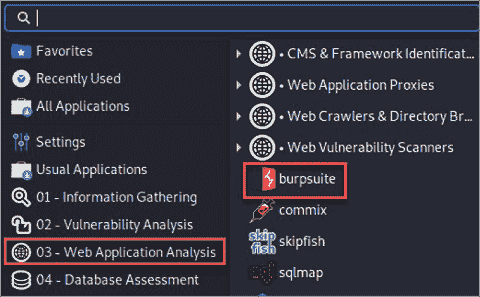 Favorites
Recently Used
All Applications
Settings
Usual Applications
01 - Information Gathering
02 - Vulnerability Analysis
03 - Web Application Analysis
04 - Database Assessment
• CMS & Framework Identificat...
• Web Application Proxies
• Web Crawlers & Directory Br...
• Web Vulnerability Scanners
burpsuite
commix
skip fish
skipfish
sqlmap